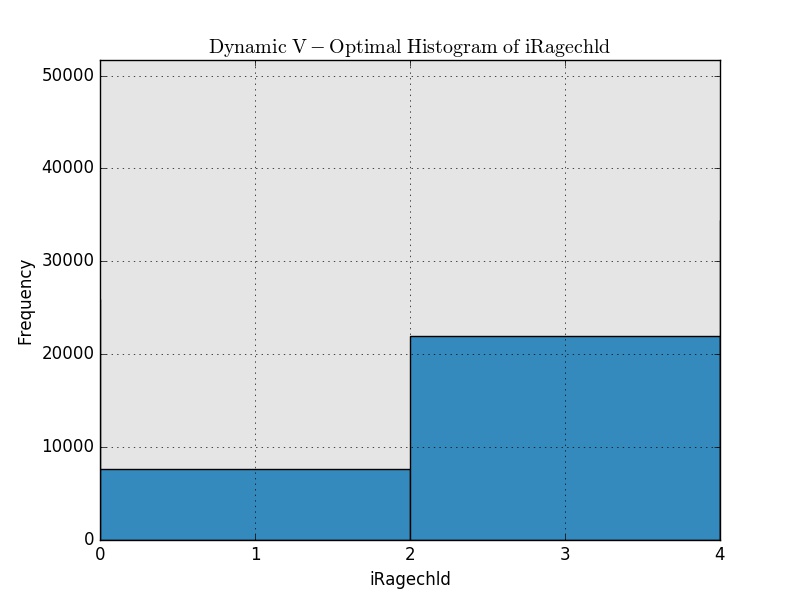 Dynamic V − Optimal Histogram of iRagechld
50000
40000
30000
20000
10000
0
Frequency
0 1 2 3 4
iRagechld